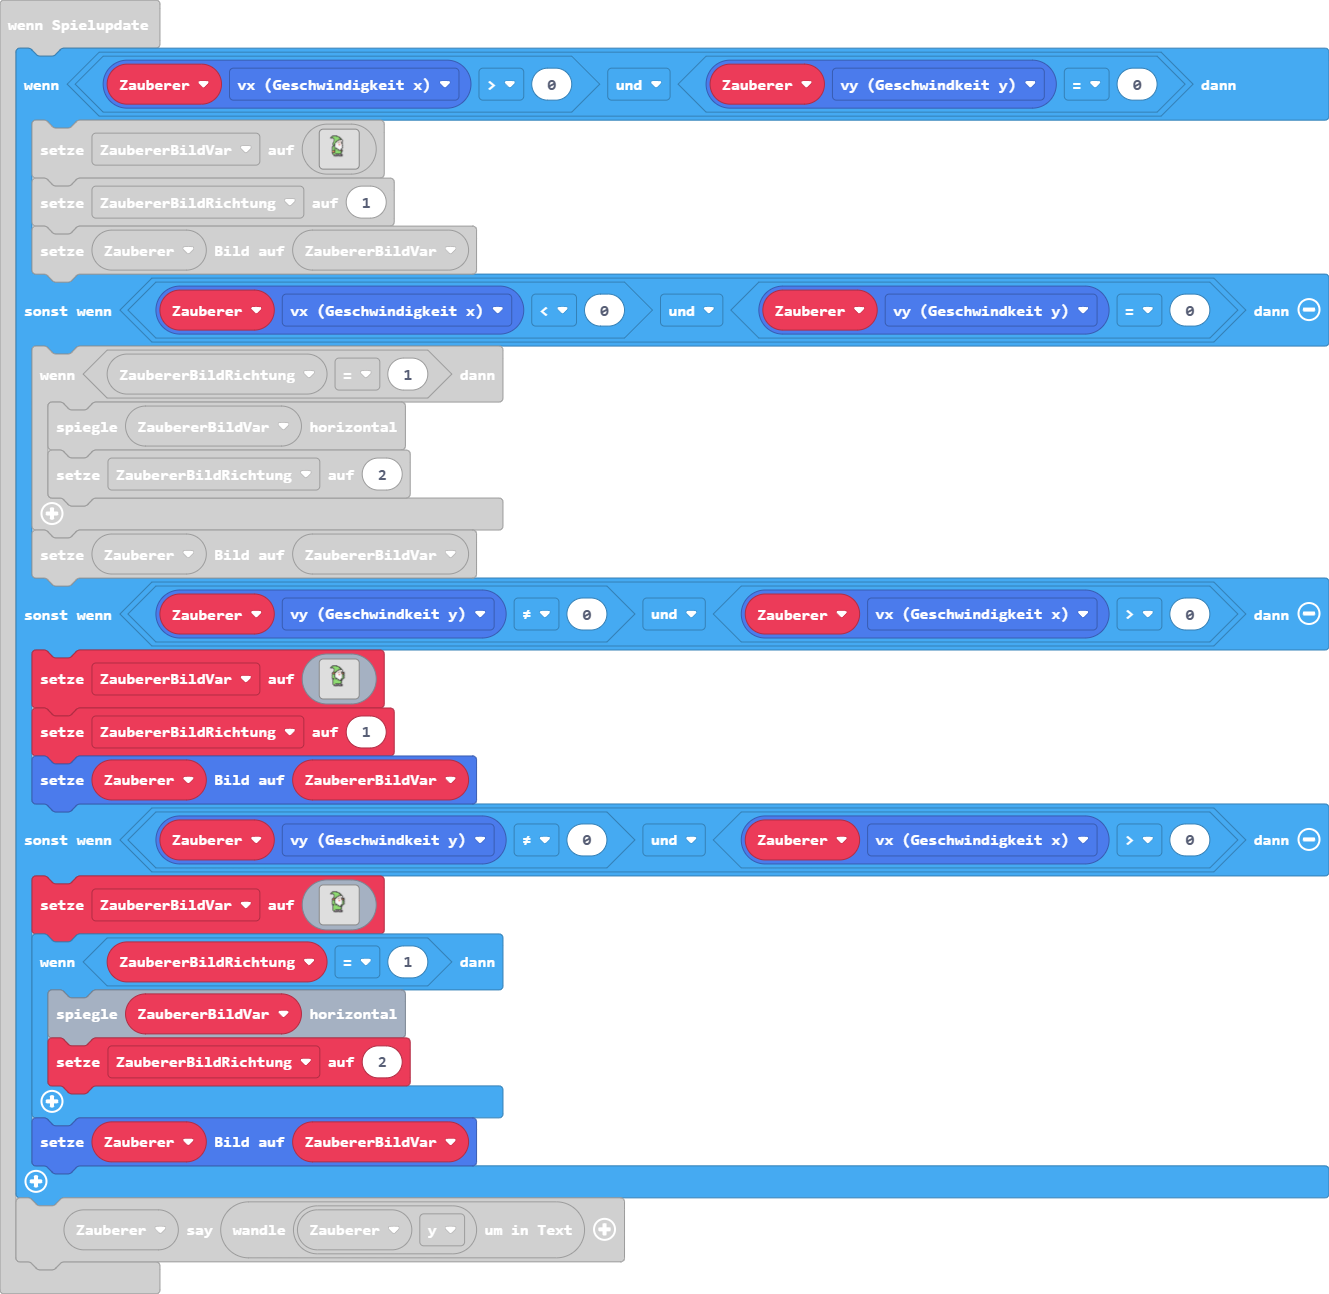 wenn Spielupdate
wenn Zauberer vx (Geschwindigkeit x) > 0 und Zauberer vy (Geschwindkeit y) = 0 dann
setze ZaubererBildVar auf
setze ZaubererBildRichtung auf 1
setze Zauberer Bild auf ZaubererBildVar
sonst wenn Zauberer vx (Geschwindigkeit x) < 0 und Zauberer vy (Geschwindkeit y) = 0 dann
wenn ZaubererBildRichtung = 1 dann
spiegle ZaubererBildVar horizontal
setze ZaubererBildRichtung auf 2
setze Zauberer Bild auf ZaubererBildVar
sonst wenn Zauberer vy (Geschwindkeit y) ≠ 0 und Zauberer vx (Geschwindigkeit x) > 0 dann
setze ZaubererBildVar auf
setze ZaubererBildRichtung auf 1
setze Zauberer Bild auf ZaubererBildVar
sonst wenn Zauberer vy (Geschwindkeit y) ≠ 0 und Zauberer vx (Geschwindigkeit x) > 0 dann
setze ZaubererBildVar auf
wenn ZaubererBildRichtung = 1 dann
spiegle ZaubererBildVar horizontal
setze ZaubererBildRichtung auf 2
setze Zauberer Bild auf ZaubererBildVar
Zauberer say wandle Zauberer y um in Text